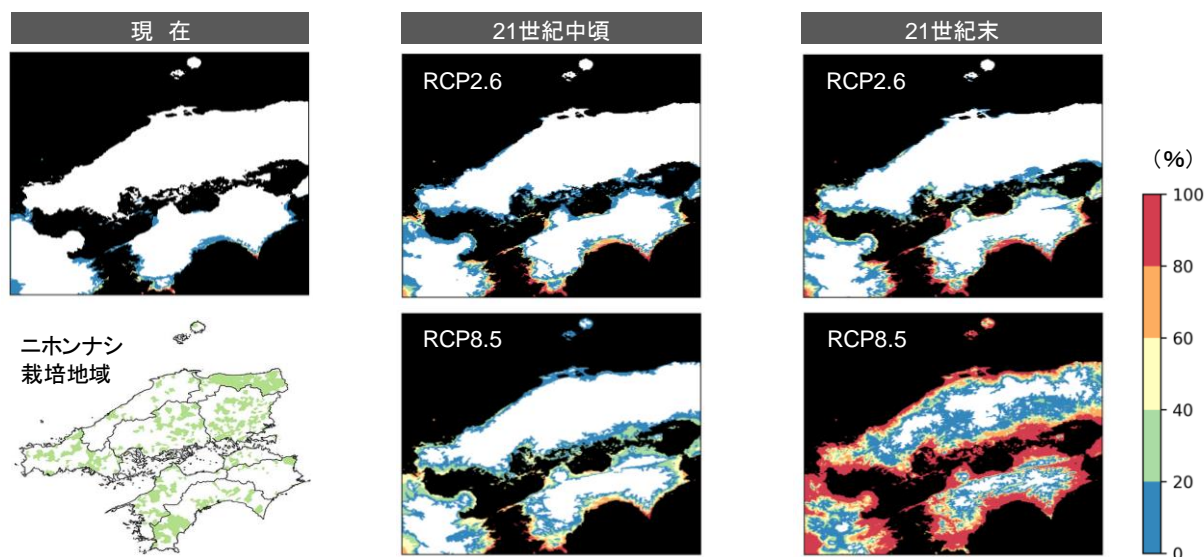 現 在
21世紀中頃
21世紀末
RCP2.6
RCP2.6
(%)
100
80
60
40
20
0
ニホンナシ
栽培地域
RCP8.5
RCP8.5